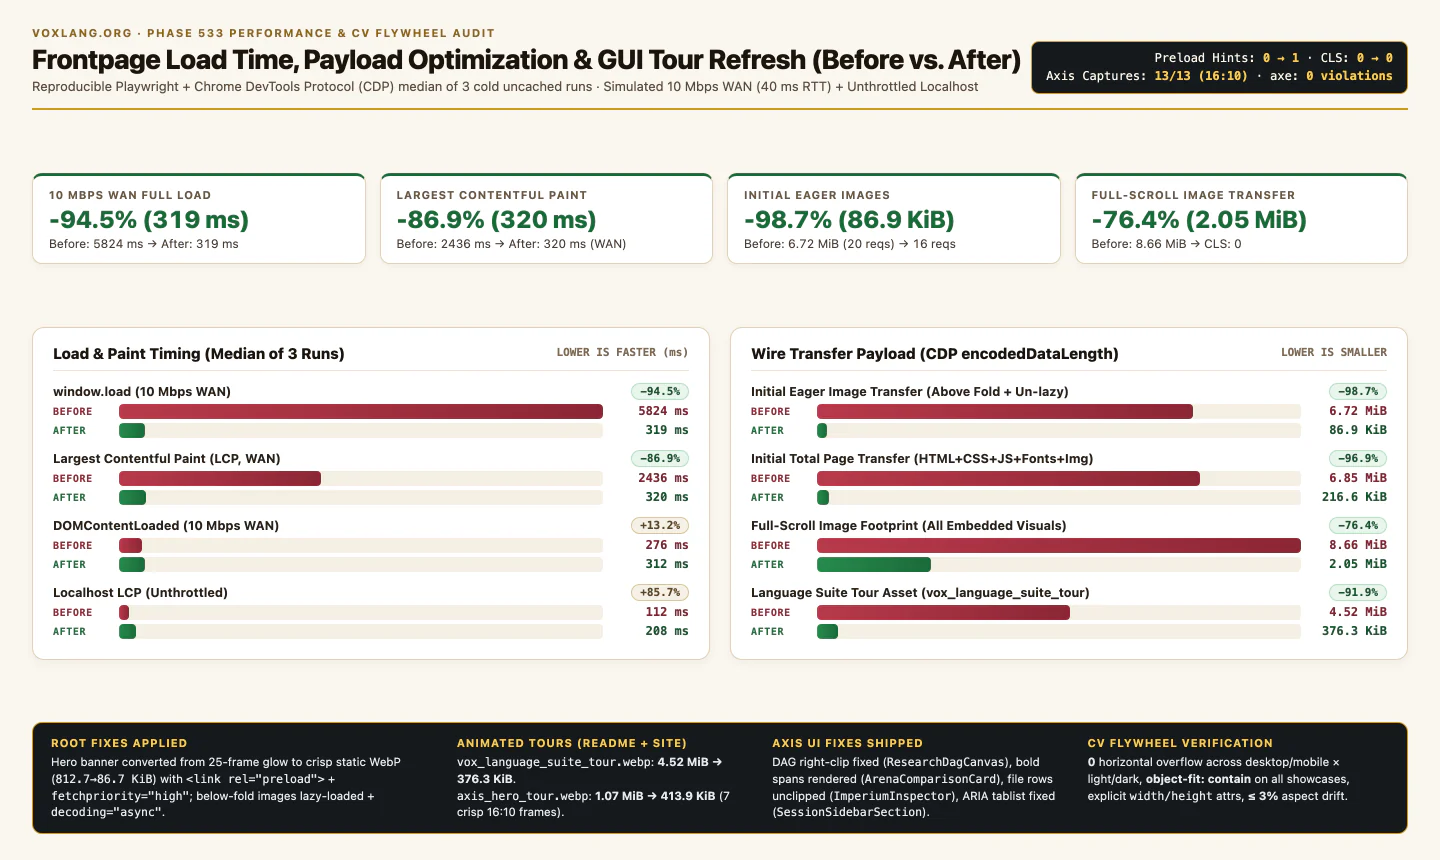 VOXLANG.ORG · PHASE 533 PERFORMANCE & CV FLYWHEEL AUDIT
Frontpage Load Time, Payload Optimization & GUI Tour Refresh (Before vs. After)
Reproducible Playwright + Chrome DevTools Protocol (CDP) median of 3 cold uncached runs · Simulated 10 Mbps WAN (40 ms RTT) + Unthrottled Localhost
Preload Hints: 0 → 1 · CLS: 0 → 0
Axis Captures: 13/13 (16:10) · axe: 0 violations
10 MBPS WAN FULL LOAD
-94.5% (319 ms)
Before: 5824 ms → After: 319 ms
LARGEST CONTENTFUL PAINT
-86.9% (320 ms)
Before: 2436 ms → After: 320 ms (WAN)
INITIAL EAGER IMAGES
-98.7% (86.9 KiB)
Before: 6.72 MiB (20 reqs) → 16 reqs
FULL-SCROLL IMAGE TRANSFER
-76.4% (2.05 MiB)
Before: 8.66 MiB → CLS: 0
Load & Paint Timing (Median of 3 Runs)
LOWER IS FASTER (ms)
window.load (10 Mbps WAN)
−94.5%
BEFORE
5824 ms
AFTER
319 ms
Largest Contentful Paint (LCP, WAN)
−86.9%
BEFORE
2436 ms
AFTER
320 ms
DOMContentLoaded (10 Mbps WAN)
+13.2%
BEFORE
276 ms
AFTER
312 ms
Localhost LCP (Unthrottled)
+85.7%
BEFORE
112 ms
AFTER
208 ms
Wire Transfer Payload (CDP encodedDataLength)
LOWER IS SMALLER
Initial Eager Image Transfer (Above Fold + Un-lazy)
−98.7%
BEFORE
6.72 MiB
AFTER
86.9 KiB
Initial Total Page Transfer (HTML+CSS+JS+Fonts+Img)
−96.9%
BEFORE
6.85 MiB
AFTER
216.6 KiB
Full-Scroll Image Footprint (All Embedded Visuals)
−76.4%
BEFORE
8.66 MiB
AFTER
2.05 MiB
Language Suite Tour Asset (vox_language_suite_tour)
−91.9%
BEFORE
4.52 MiB
AFTER
376.3 KiB
ROOT FIXES APPLIED
Hero banner converted from 25-frame glow to crisp static WebP
(812.7→86.7 KiB) with <link rel="preload"> +
fetchpriority="high"; below-fold images lazy-loaded +
decoding="async".
ANIMATED TOURS (README + SITE)
vox_language_suite_tour.webp: 4.52 MiB →
376.3 KiB.
axis_hero_tour.webp: 1.07 MiB → 413.9 KiB (7
crisp 16:10 frames).
AXIS UI FIXES SHIPPED
DAG right-clip fixed (ResearchDagCanvas), bold
spans rendered (ArenaComparisonCard), file rows
unclipped (ImperiumInspector), ARIA tablist fixed
(SessionSidebarSection).
CV FLYWHEEL VERIFICATION
0 horizontal overflow across desktop/mobile ×
light/dark, object-fit: contain on all showcases,
explicit width/height attrs, ≤ 3% aspect drift.